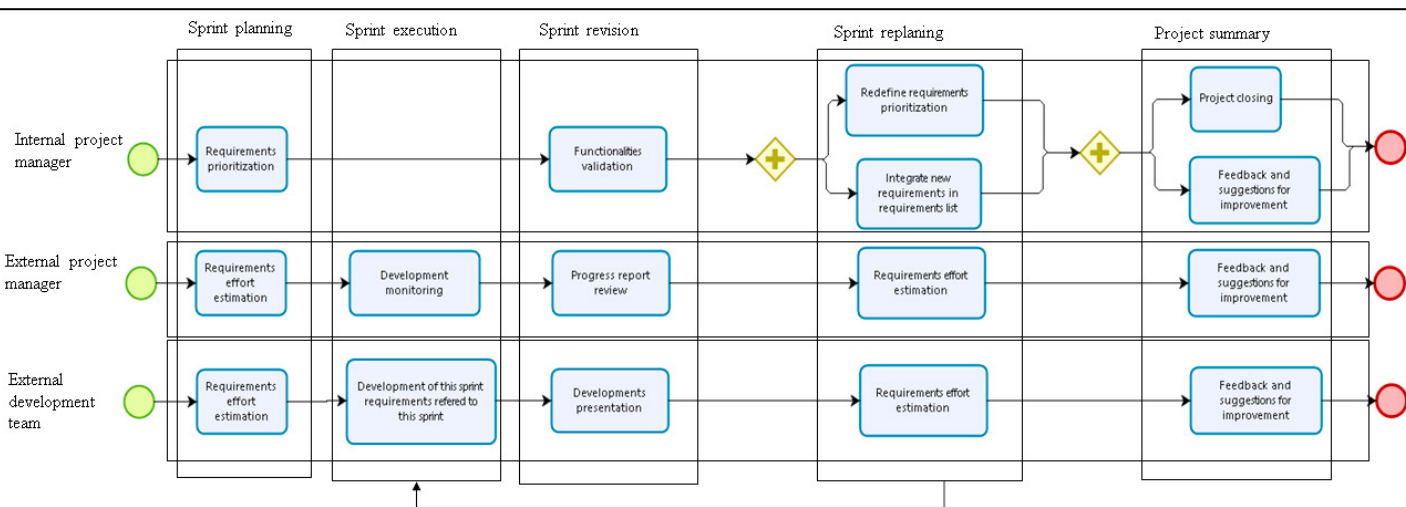 Sprint planning
Sprint execution
Sprint revision
Sprint replaning
Project summary
Internal project
manager
Requirements
prioritization
Functionalities
validation
Redefine requirements
prioritization
Integrate new
requirements in
requirements list
Project closing
Feedback and
suggestions for
improvement
External project
manager
Requirements
effort
estimation
Development
monitoring
Progress report
review
Requirements effort
estimation
Feedback and
suggestions for
improvement
External
development
team
Requirements
effort
estimation
Development of this sprint
requirements refered to
this sprint
Developments
presentation
Requirements effort
estimation
Feedback and
suggestions for
improvement